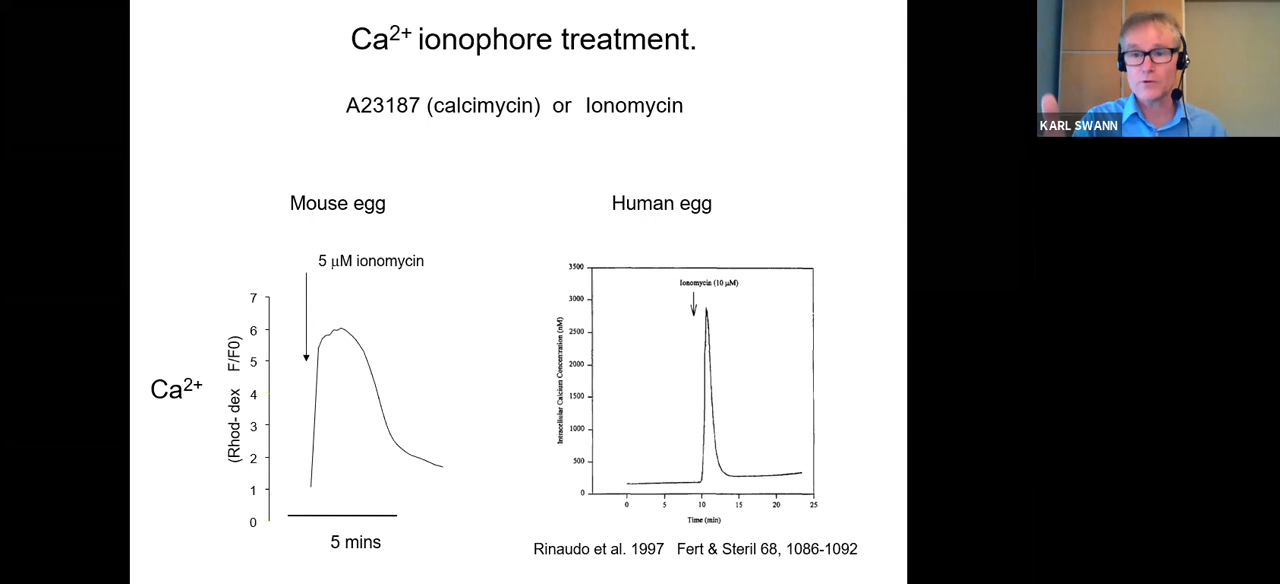 Ca2+ ionophore treatment.
A23187 (calcimycin) or Ionomycin
KARL SWANN
Mouse egg
Human egg
5 μM ionomycin
Ca2+
(Rhod- dex F/F0)
7
6
5
4
3
2
1
0
5 mins
Ionomycin (10 μM)
Intracellular Calcium Concentration (nM)
3500
3000
2500
2000
1500
1000
500
0
0 5 10 15 20 25
Time (min)
Rinaudo et al. 1997 Fert & Steril 68, 1086-1092